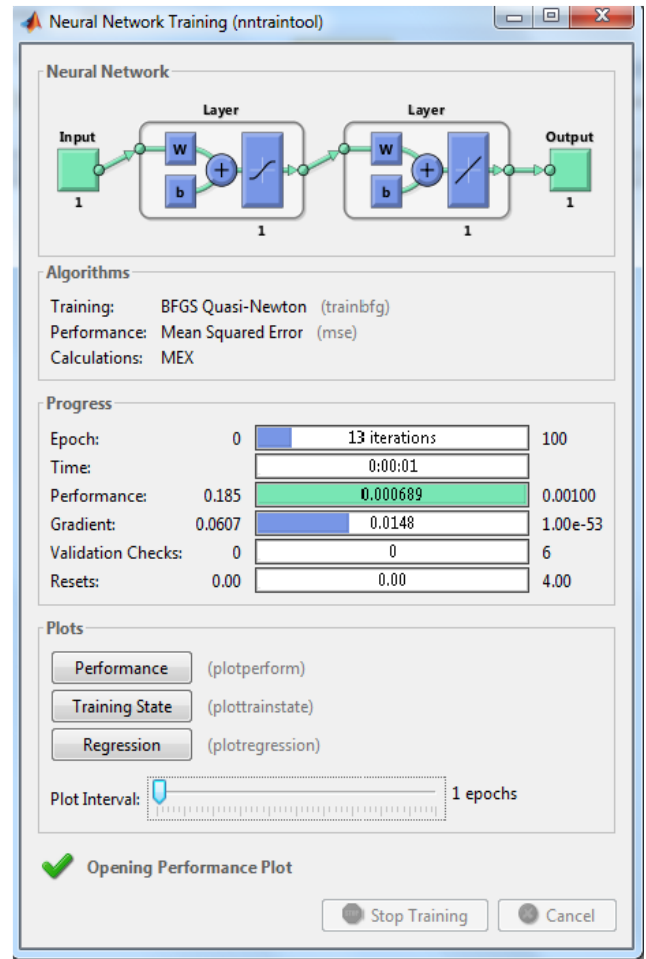 Neural Network Training (nntraintool)
Neural Network
Layer Layer
Input Output
W W
b b
1 1
1 1
Algorithms
Training: BFGS Quasi-Newton (trainbfg)
Performance: Mean Squared Error (mse)
Calculations: MEX
Progress
Epoch: 0 13 iterations 100
Time: 0:00:01
Performance: 0.185 0.000689 0.00100
Gradient: 0.0607 0.0148 1.00e-53
Validation Checks: 0 0 6
Resets: 0.00 0.00 4.00
Plots
Performance (plotperform)
Training State (plottrainstate)
Regression (plotregression)
Plot Interval: 1 epochs
Opening Performance Plot
Stop Training Cancel